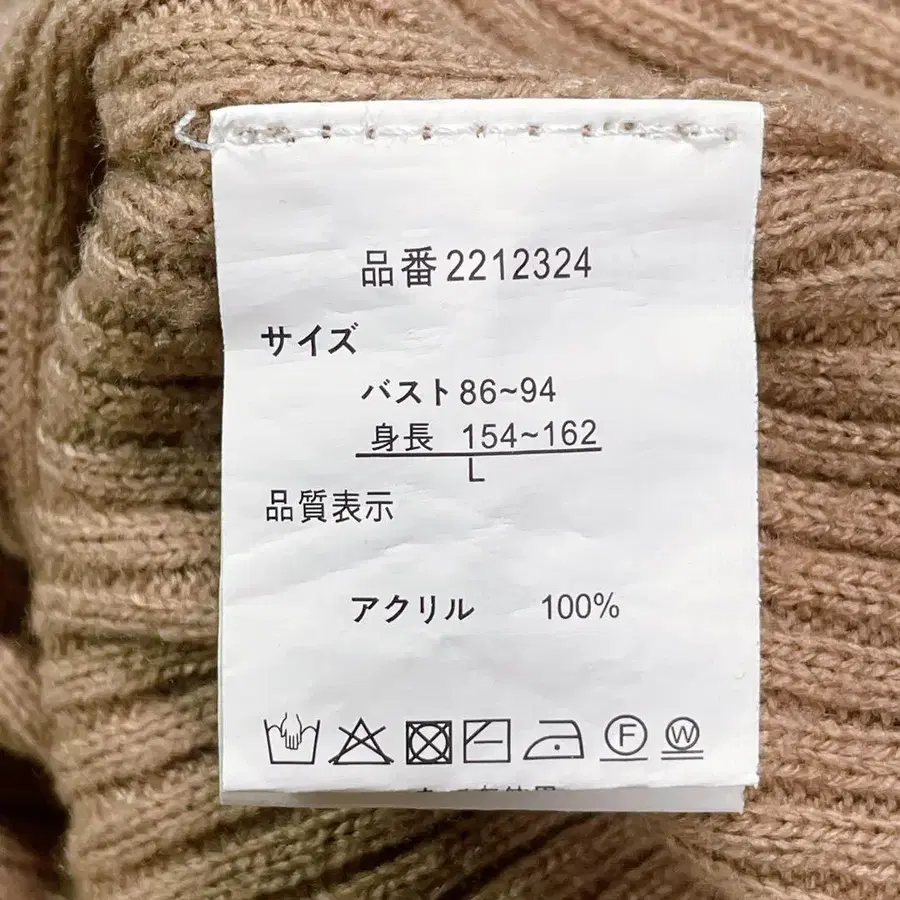 品番2212324
サイズ
バスト86~94
身長 154~162
L
品質表示
アクリル 100%
F W